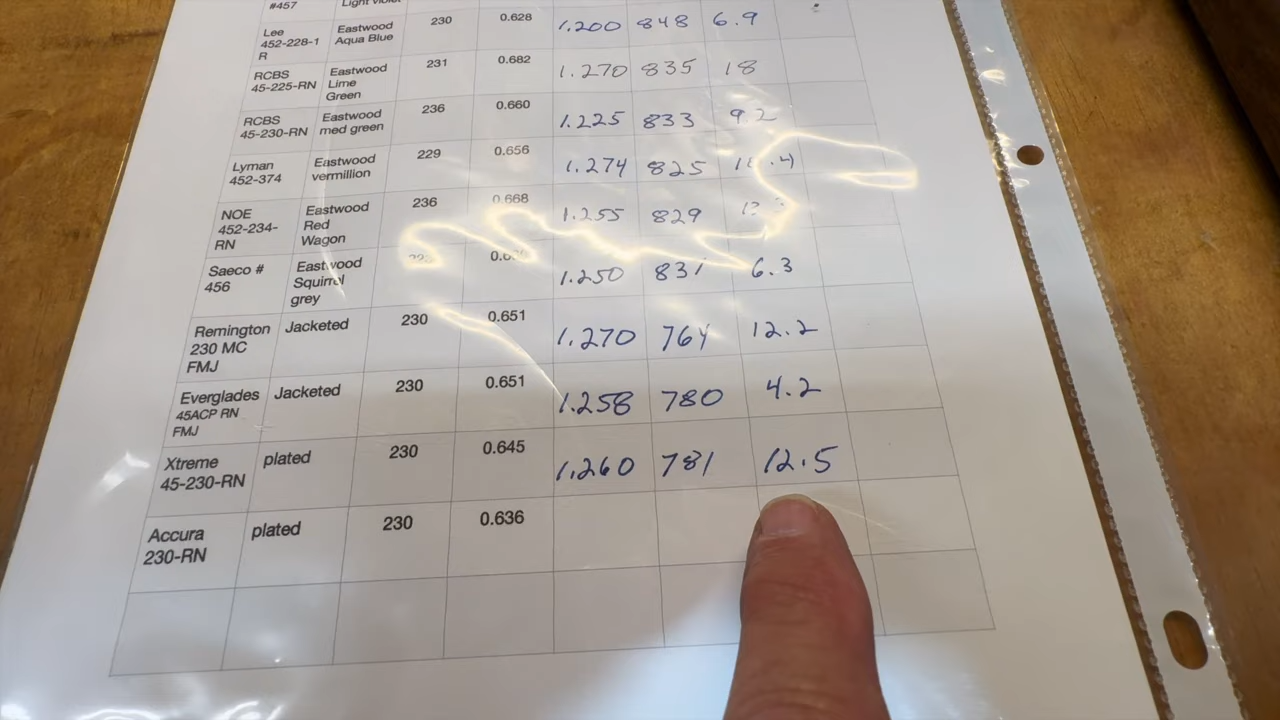 #457 Light violet
Lee 452-228-1 R Eastwood Aqua Blue 230 0.628 1.200 848 6.9
RCBS 45-225-RN Eastwood Lime Green 231 0.682 1.270 835 18
RCBS 45-230-RN Eastwood med green 236 0.660 1.225 833 9.2
Lyman 452-374 Eastwood vermillion 229 0.656 1.274 825
NOE 452-234-RN Eastwood Red Wagon 236 0.668 1.255 829
Saeco # 456 Eastwood Squirrel grey 1.250 831 6.3
Remington 230 MC FMJ Jacketed 230 0.651 1.270 764 12.2
Everglades 45ACP RN FMJ Jacketed 230 0.651 1.258 780 4.2
Xtreme 45-230-RN plated 230 0.645 1.260 781 12.5
Accura 230-RN plated 230 0.636